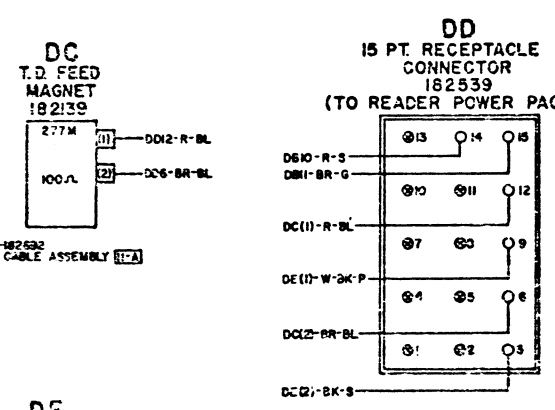 DC
T.D. FEED
MAGNET
182139
277M
100Ω
(1) DD12-R-BL
(2) DD6-BR-BL
182692
CABLE ASSEMBLY 11-A
DD
15 PT. RECEPTACLE
CONNECTOR
182539
(TO READER POWER PAC
13 14 15
DB10-R-S
DB11-BR-G
10 11 12
DC(1)-R-BL
7 8 9
DE(1)-W-BK-P
4 5 6
DC(2)-BR-BL
1 2 3
DE(2)-BK-S